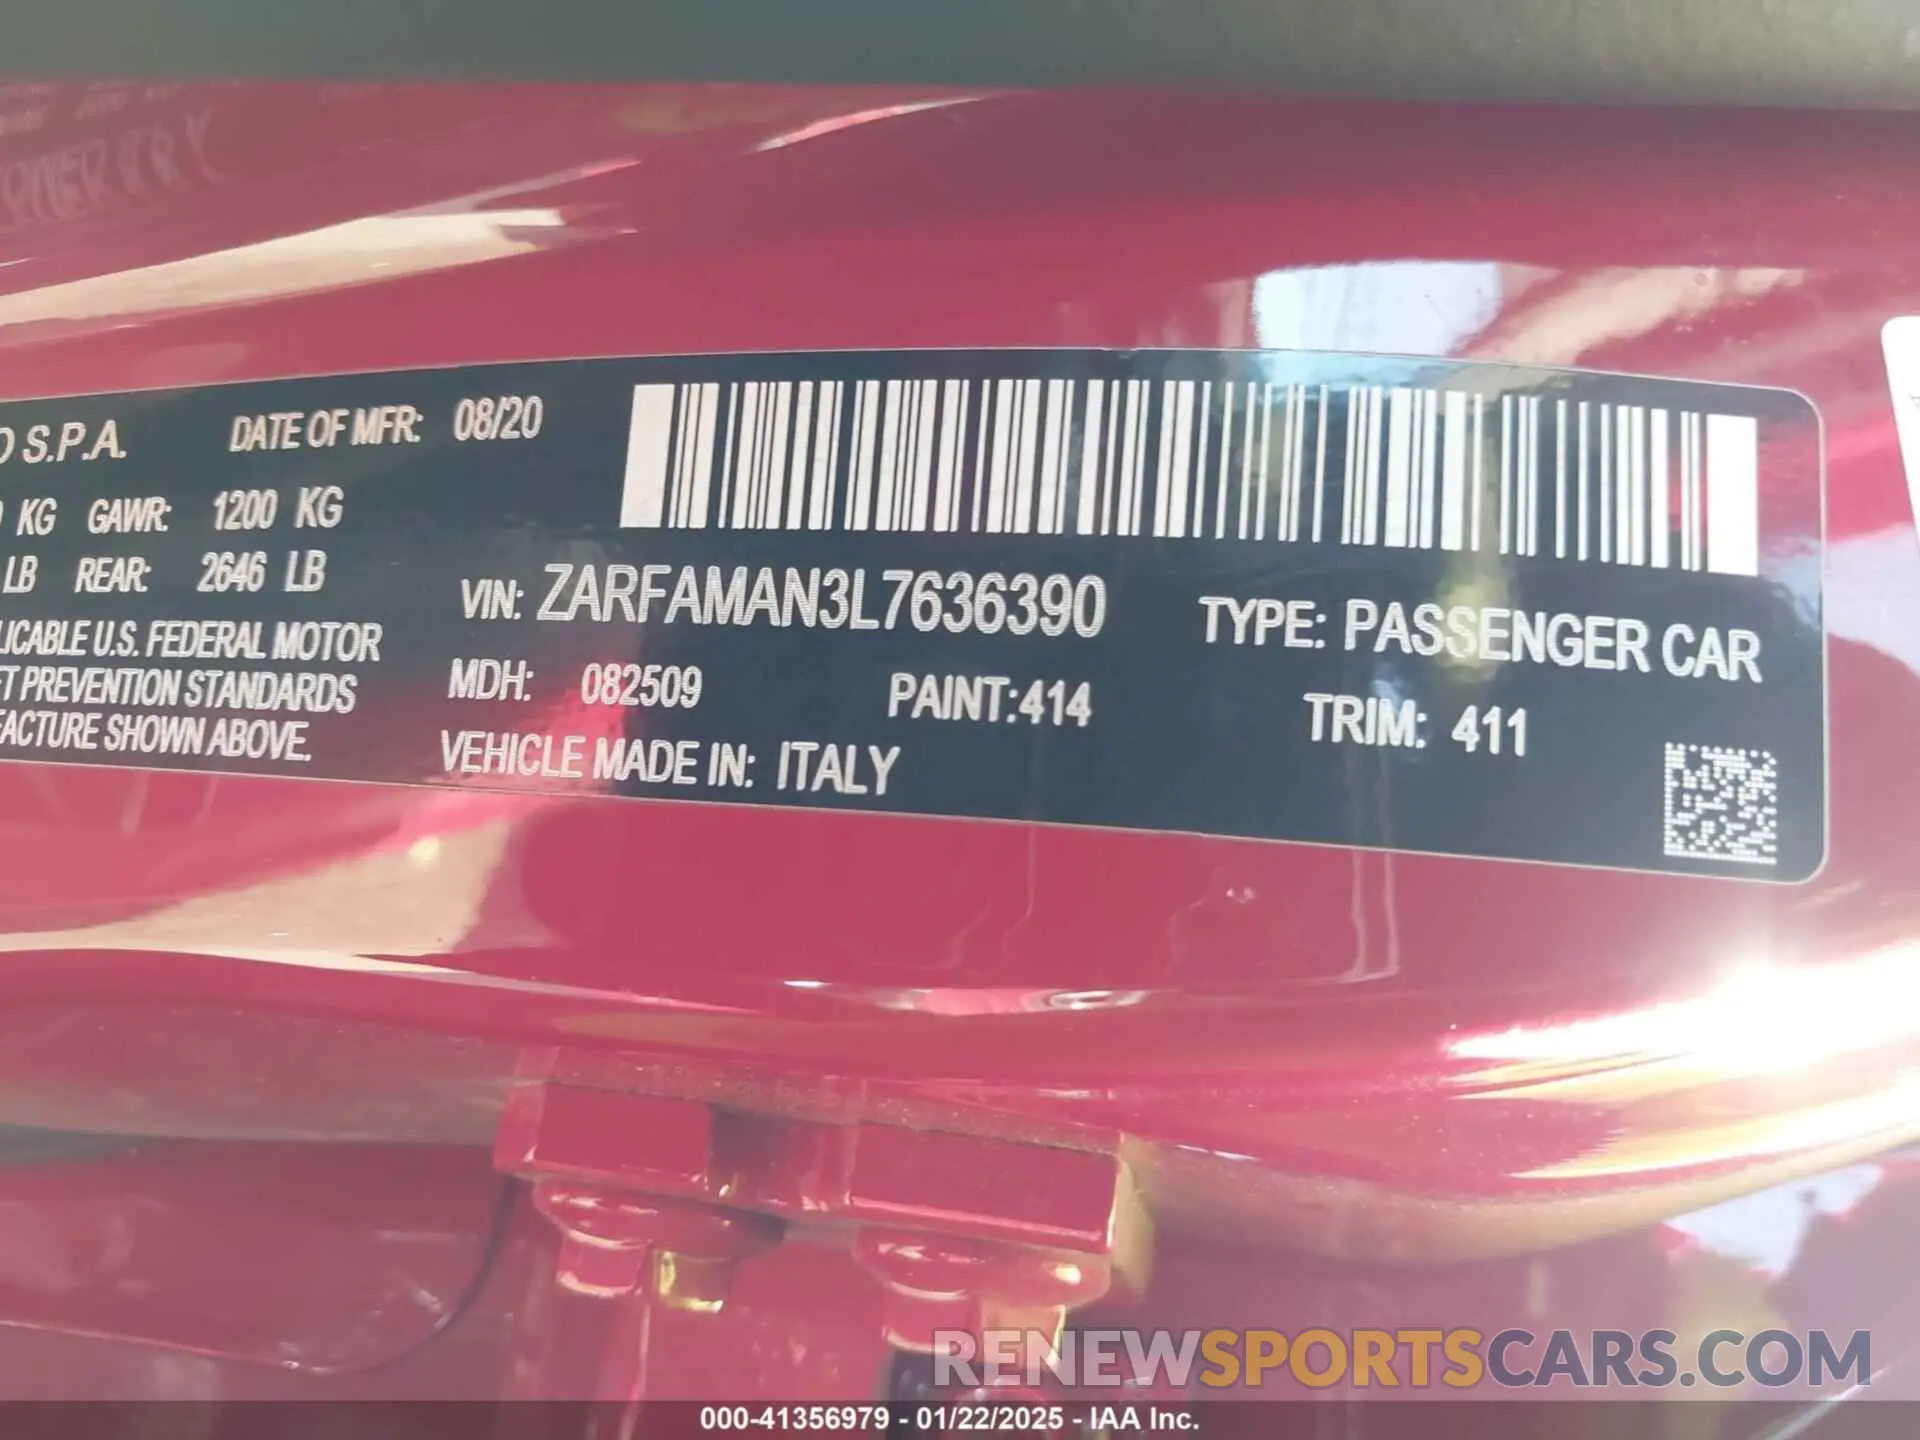 O S.P.A. DATE OF MFR: 08/20
KG GAWR: 1200 KG
LB REAR: 2646 LB
LICABLE U.S. FEDERAL MOTOR
T PREVENTION STANDARDS
FACTURE SHOWN ABOVE.
VIN: ZARFAMAN3L7636390 TYPE: PASSENGER CAR
MDH: 082509 PAINT:414 TRIM: 411
VEHICLE MADE IN: ITALY
RENEWSPORTSCARS.COM
000-41356979 - 01/22/2025 - IAA Inc.